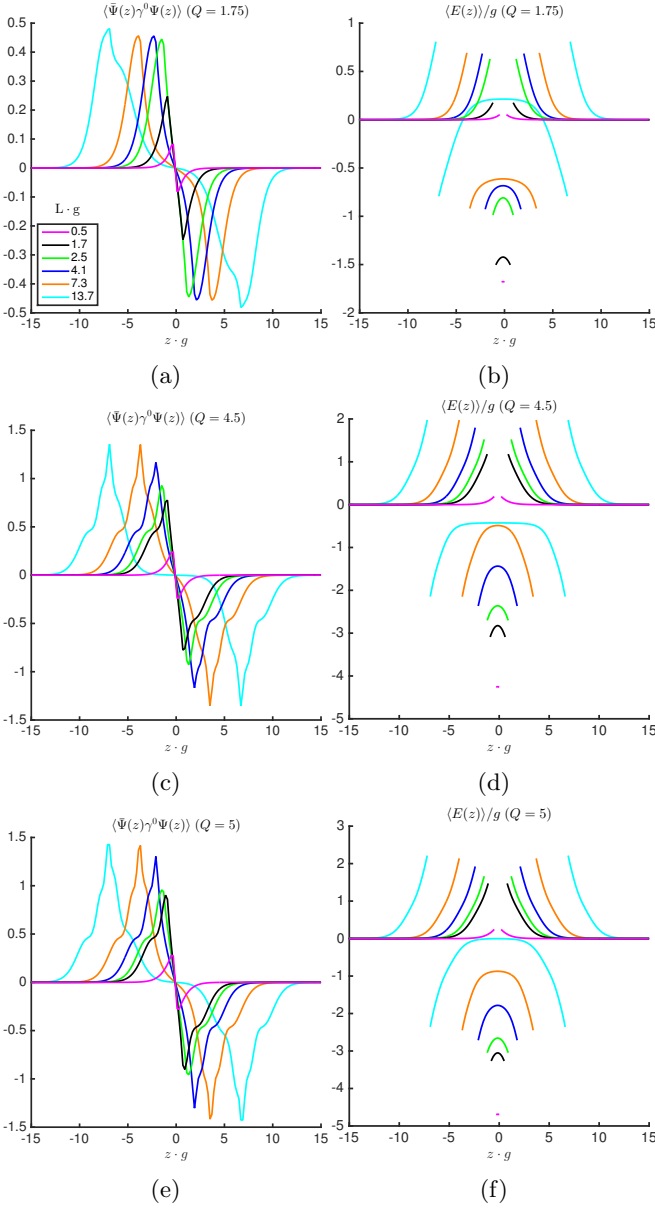 ⟨Ψ̄(z)γ⁰Ψ(z)⟩ (Q = 1.75)
0.5
0.4
0.3
0.2
0.1
0
-0.1
-0.2
-0.3
-0.4
-0.5
L · g
0.5
1.7
2.5
4.1
7.3
13.7
-15 -10 -5 0 5 10 15
z · g
(a)
⟨E(z)⟩/g (Q = 1.75)
1
0.5
0
-0.5
-1
-1.5
-2
-15 -10 -5 0 5 10 15
z · g
(b)
⟨Ψ̄(z)γ⁰Ψ(z)⟩ (Q = 4.5)
1.5
1
0.5
0
-0.5
-1
-1.5
-15 -10 -5 0 5 10 15
z · g
(c)
⟨E(z)⟩/g (Q = 4.5)
2
1
0
-1
-2
-3
-4
-5
-15 -10 -5 0 5 10 15
z · g
(d)
⟨Ψ̄(z)γ⁰Ψ(z)⟩ (Q = 5)
1.5
1
0.5
0
-0.5
-1
-1.5
-15 -10 -5 0 5 10 15
z · g
(e)
⟨E(z)⟩/g (Q = 5)
3
2
1
0
-1
-2
-3
-4
-5
-15 -10 -5 0 5 10 15
z · g
(f)